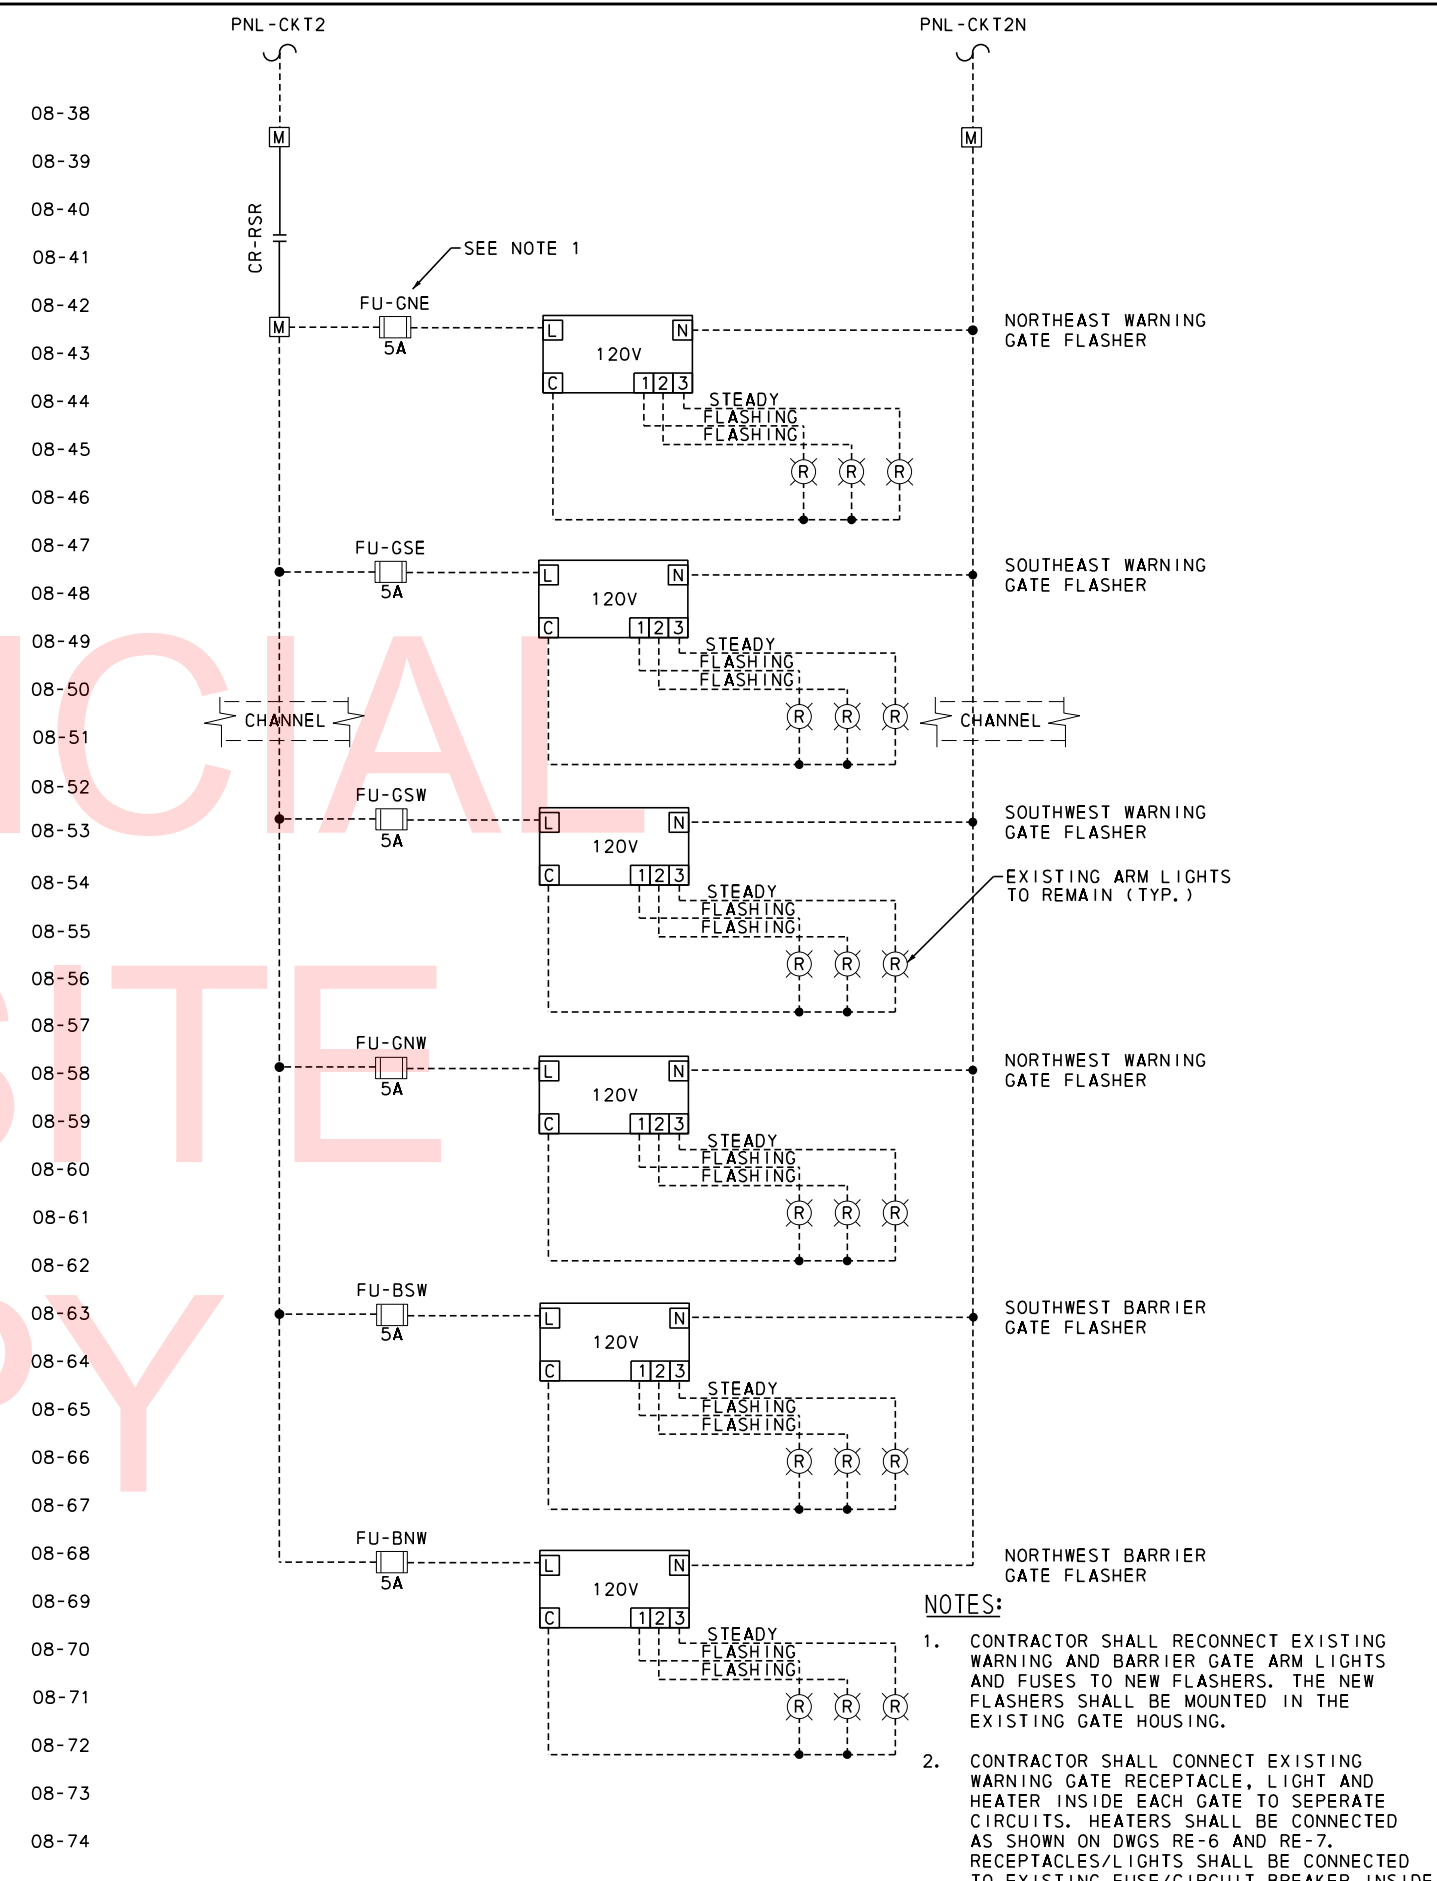 PNL-CKT2
PNL-CKT2N
08-38
M
M
08-39
08-40
CR-RSR
08-41
SEE NOTE 1
08-42
FU-GNE
M
5A
L
N
120V
C
1 2 3
NORTHEAST WARNING
GATE FLASHER
08-43
08-44
STEADY
FLASHING
FLASHING
08-45
R R R
08-46
08-47
FU-GSE
5A
L
N
120V
C
1 2 3
SOUTHEAST WARNING
GATE FLASHER
08-48
08-49
STEADY
FLASHING
FLASHING
08-50
CHANNEL
R R R
CHANNEL
08-51
08-52
FU-GSW
5A
L
N
120V
C
1 2 3
SOUTHWEST WARNING
GATE FLASHER
08-53
08-54
STEADY
FLASHING
FLASHING
EXISTING ARM LIGHTS
TO REMAIN (TYP.)
08-55
R R R
08-56
08-57
FU-GNW
5A
L
N
120V
C
1 2 3
NORTHWEST WARNING
GATE FLASHER
08-58
08-59
STEADY
FLASHING
FLASHING
08-60
R R R
08-61
08-62
FU-BSW
5A
L
N
120V
C
1 2 3
SOUTHWEST BARRIER
GATE FLASHER
08-63
08-64
STEADY
FLASHING
FLASHING
08-65
R R R
08-66
08-67
FU-BNW
5A
L
N
120V
C
1 2 3
NORTHWEST BARRIER
GATE FLASHER
08-68
08-69
STEADY
FLASHING
FLASHING
08-70
R R R
08-71
08-72
08-73
08-74
NOTES:
1. CONTRACTOR SHALL RECONNECT EXISTING
WARNING AND BARRIER GATE ARM LIGHTS
AND FUSES TO NEW FLASHERS. THE NEW
FLASHERS SHALL BE MOUNTED IN THE
EXISTING GATE HOUSING.
2. CONTRACTOR SHALL CONNECT EXISTING
WARNING GATE RECEPTACLE, LIGHT AND
HEATER INSIDE EACH GATE TO SEPERATE
CIRCUITS. HEATERS SHALL BE CONNECTED
AS SHOWN ON DWGS RE-6 AND RE-7.
RECEPTACLES/LIGHTS SHALL BE CONNECTED
TO EXISTING FUSE/CIRCUIT BREAKER INSIDE
ICIAL
SITE
PY